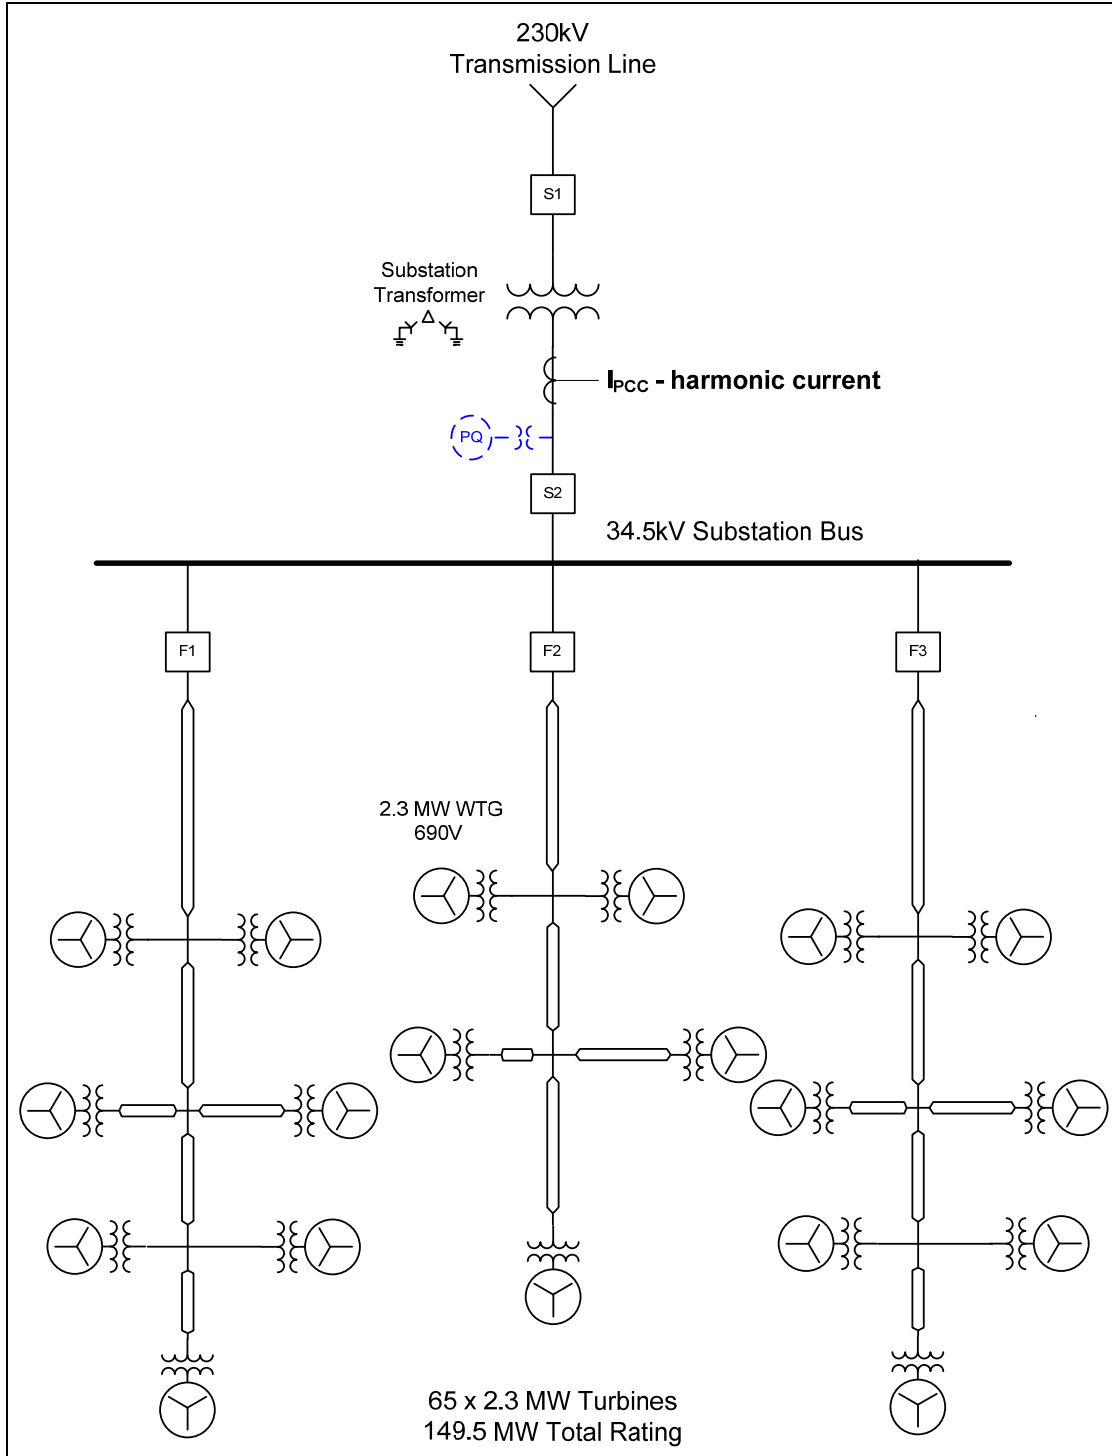 230kV
Transmission Line
S1
Substation
Transformer
I_PCC - harmonic current
PQ
S2
34.5kV Substation Bus
F1
F2
F3
2.3 MW WTG
690V
65 x 2.3 MW Turbines
149.5 MW Total Rating